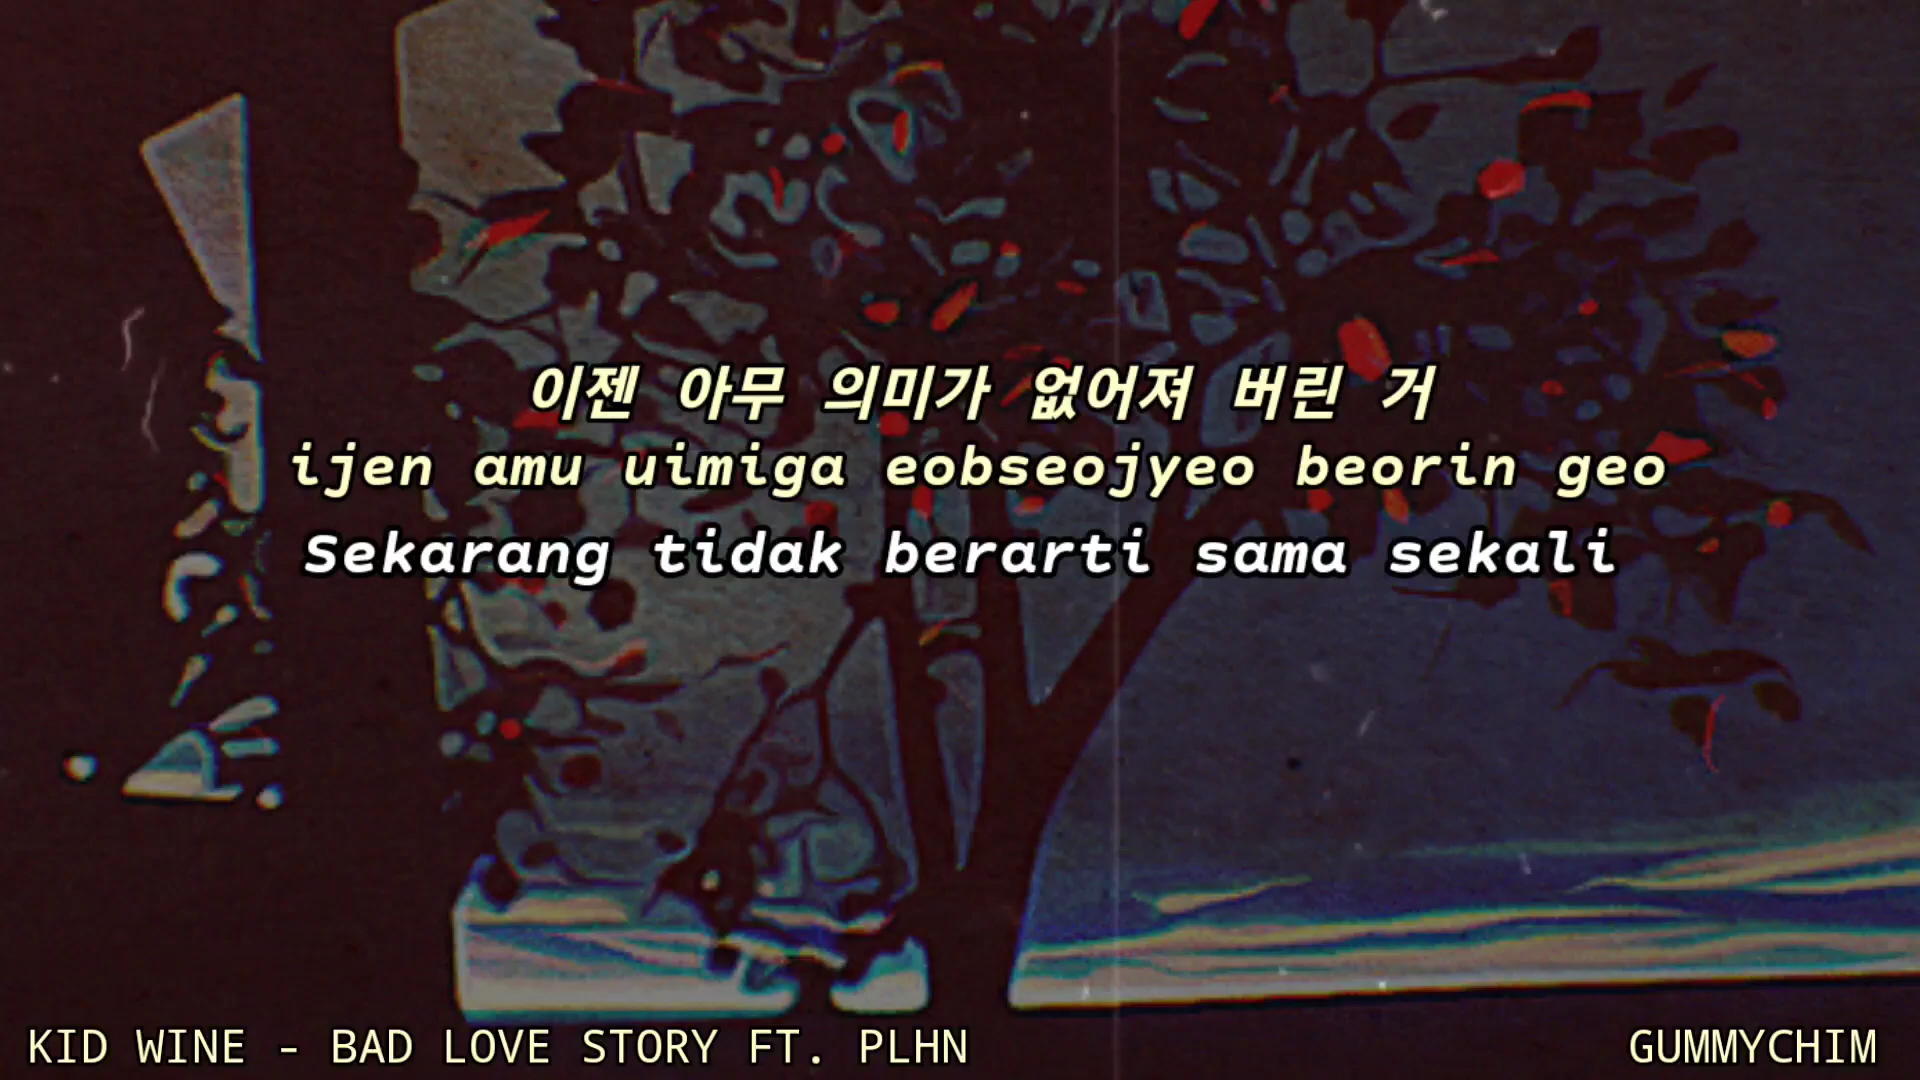 이젠 아무 의미가 없어져 버린 거
ijen amu uimiga eobseojyeo beorin geo
Sekarang tidak berarti sama sekali
KID WINE - BAD LOVE STORY FT. PLHN
GUMMYCHIM